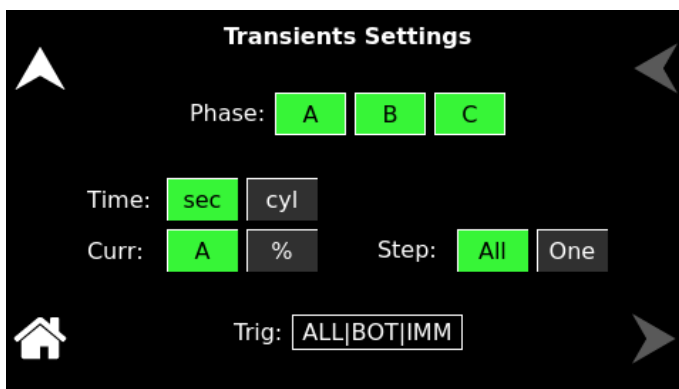 Transients Settings
Phase: A B C
Time: sec cyl
Curr: A % Step: All One
Trig: ALL|BOT|IMM